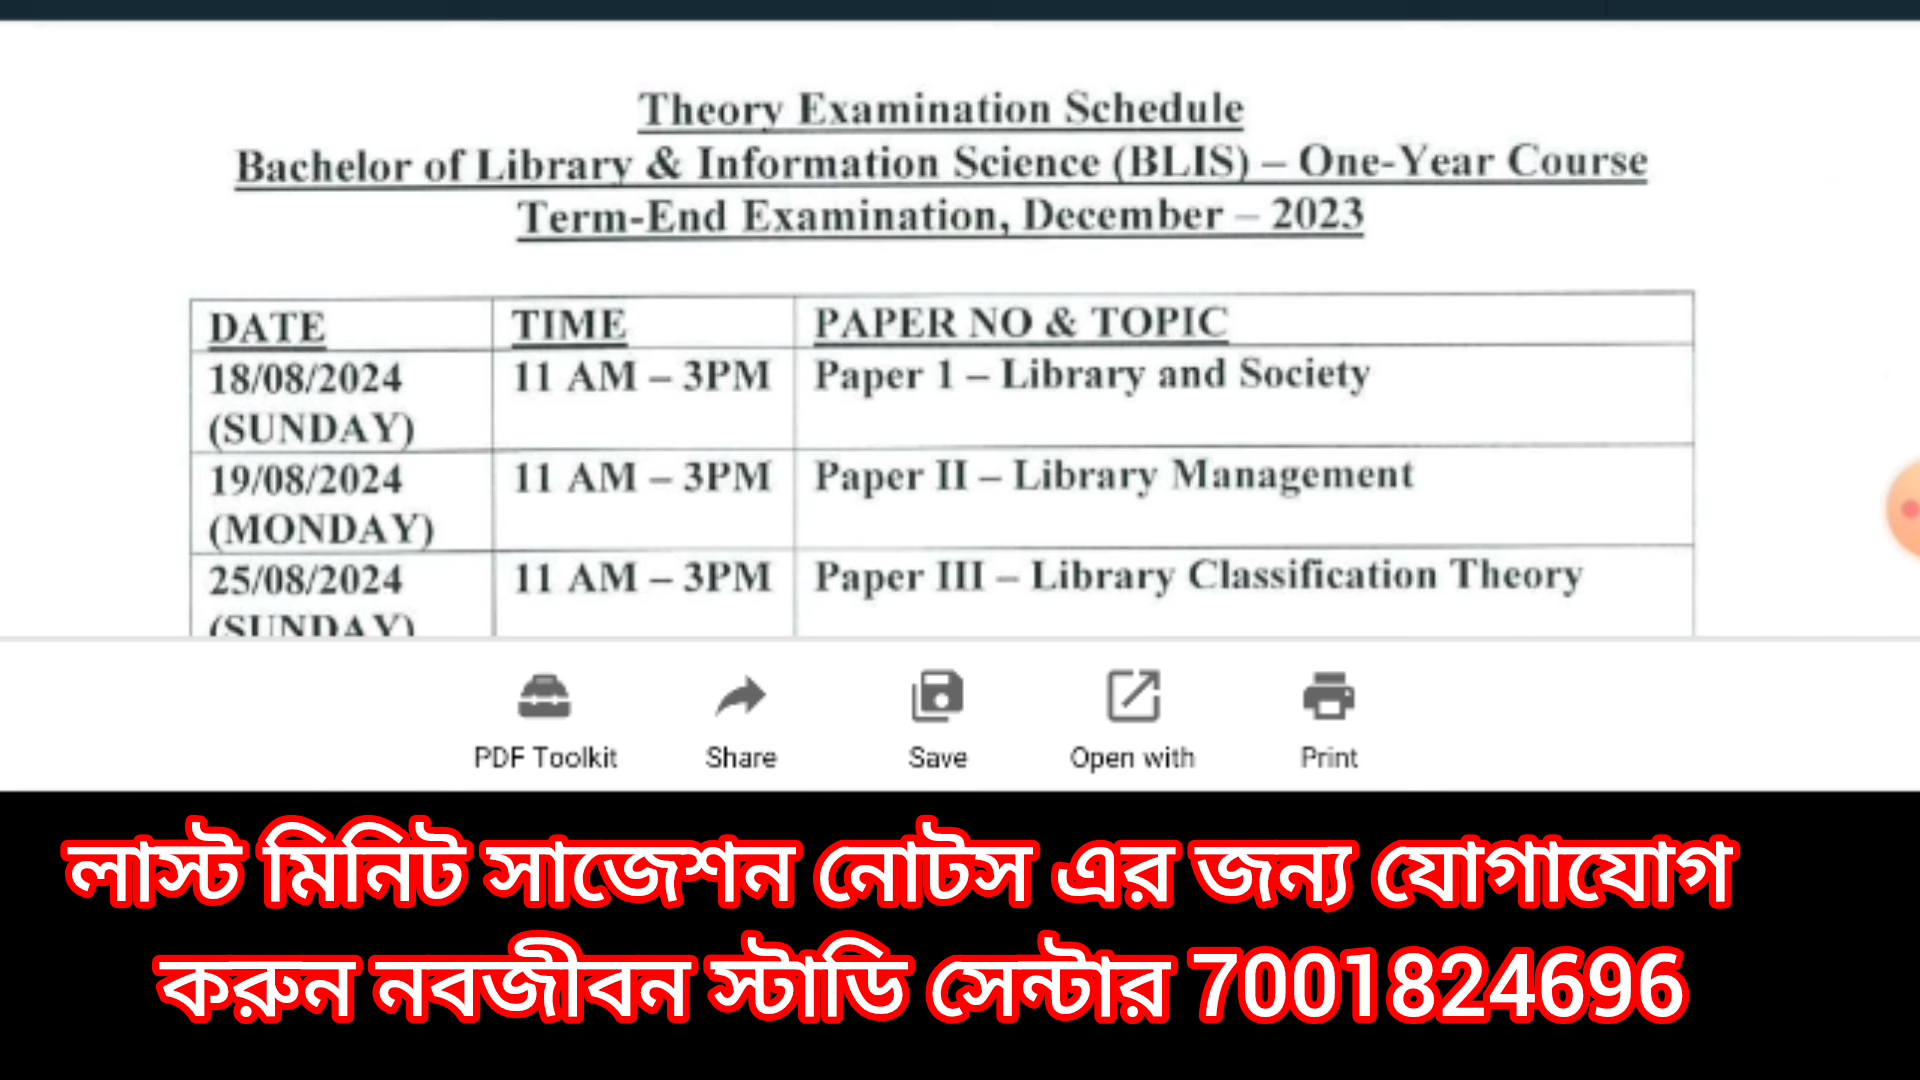 Theory Examination Schedule
Bachelor of Library & Information Science (BLIS) – One-Year Course
Term-End Examination, December – 2023
DATE TIME PAPER NO & TOPIC
18/08/2024 11 AM – 3PM Paper 1 – Library and Society
(SUNDAY)
19/08/2024 11 AM – 3PM Paper II – Library Management
(MONDAY)
25/08/2024 11 AM – 3PM Paper III – Library Classification Theory
(SUNDAY)
PDF Toolkit Share Save Open with Print
লাস্ট মিনিট সাজেশন নোটস এর জন্য যোগাযোগ
করুন নবজীবন স্টাডি সেন্টার 7001824696